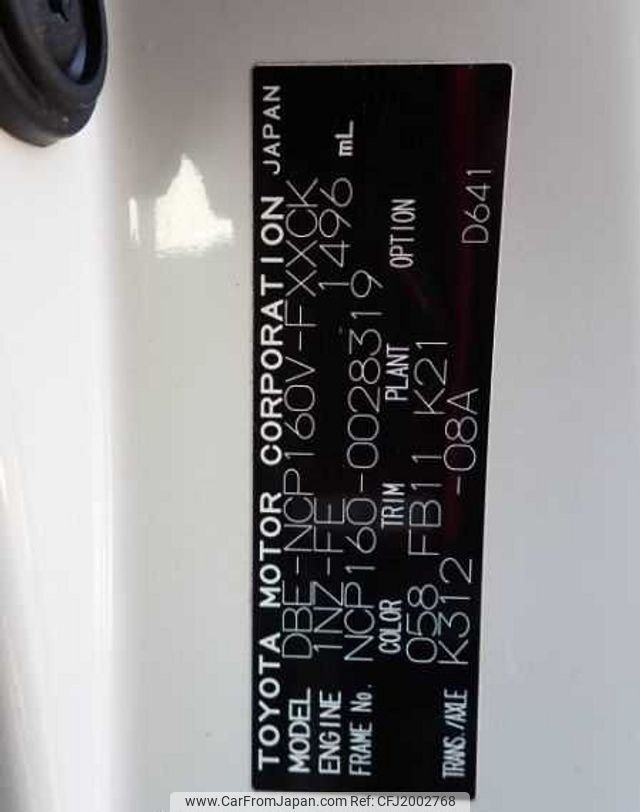 TOYOTA MOTOR CORPORATION JAPAN
MODEL DBE-NCP160V-FXXCK
ENGINE 1NZ-FE 1496 mL
FRAME No. NCP160-0028319
COLOR TRIM PLANT OPTION
058 FB11 K21
TRANS./AXLE K312 -08A D641
© www.CarFromJapan.com Ref: CFJ2002768